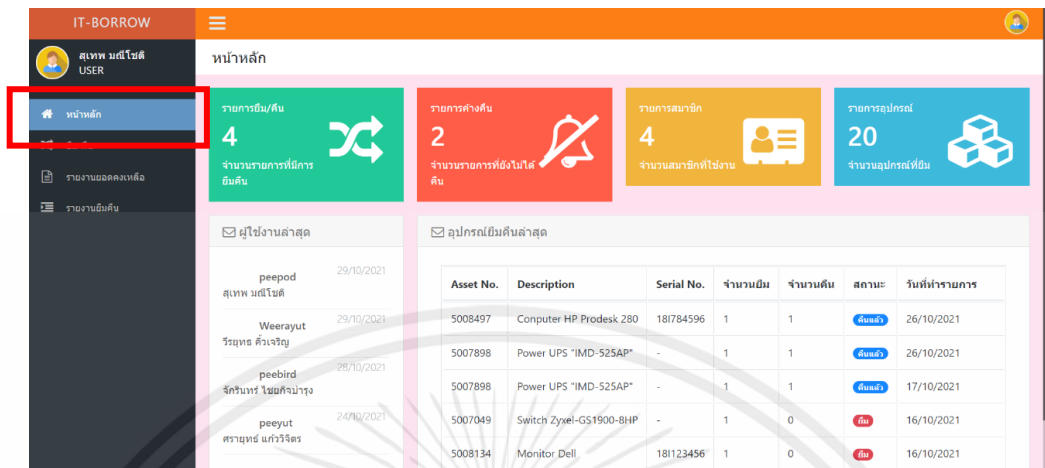 IT-BORROW
สุเทพ มณีโชติ
USER
หน้าหลัก
รายงานยอดคงเหลือ
รายงานยืมคืน
หน้าหลัก
รายการยืม/คืน
4
จำนวนรายการที่มีการ
ยืมคืน
รายการค้างคืน
2
จำนวนรายการที่ยังไม่ได้
คืน
รายการสมาชิก
4
จำนวนสมาชิกที่ใช้งาน
รายการอุปกรณ์
20
จำนวนอุปกรณ์ที่ยืม
ผู้ใช้งานล่าสุด
peepod 29/10/2021
สุเทพ มณีโชติ
Weerayut 29/10/2021
วีรยุทธ คิ้วเจริญ
peebird 28/10/2021
จักรินทร์ ไชยกิจบำรุง
peeyut 24/10/2021
ศรายุทธ์ แก้ววิจิตร
อุปกรณ์ยืมคืนล่าสุด
Asset No. Description Serial No. จำนวนยืม จำนวนคืน สถานะ วันที่ทำรายการ
5008497 Conputer HP Prodesk 280 18I784596 1 1 คืนแล้ว 26/10/2021
5007898 Power UPS "IMD-525AP" - 1 1 คืนแล้ว 26/10/2021
5007898 Power UPS "IMD-525AP" - 1 1 คืนแล้ว 17/10/2021
5007049 Switch Zyxel-GS1900-8HP - 1 0 ยืม 16/10/2021
5008134 Monitor Dell 18I123456 1 0 ยืม 16/10/2021